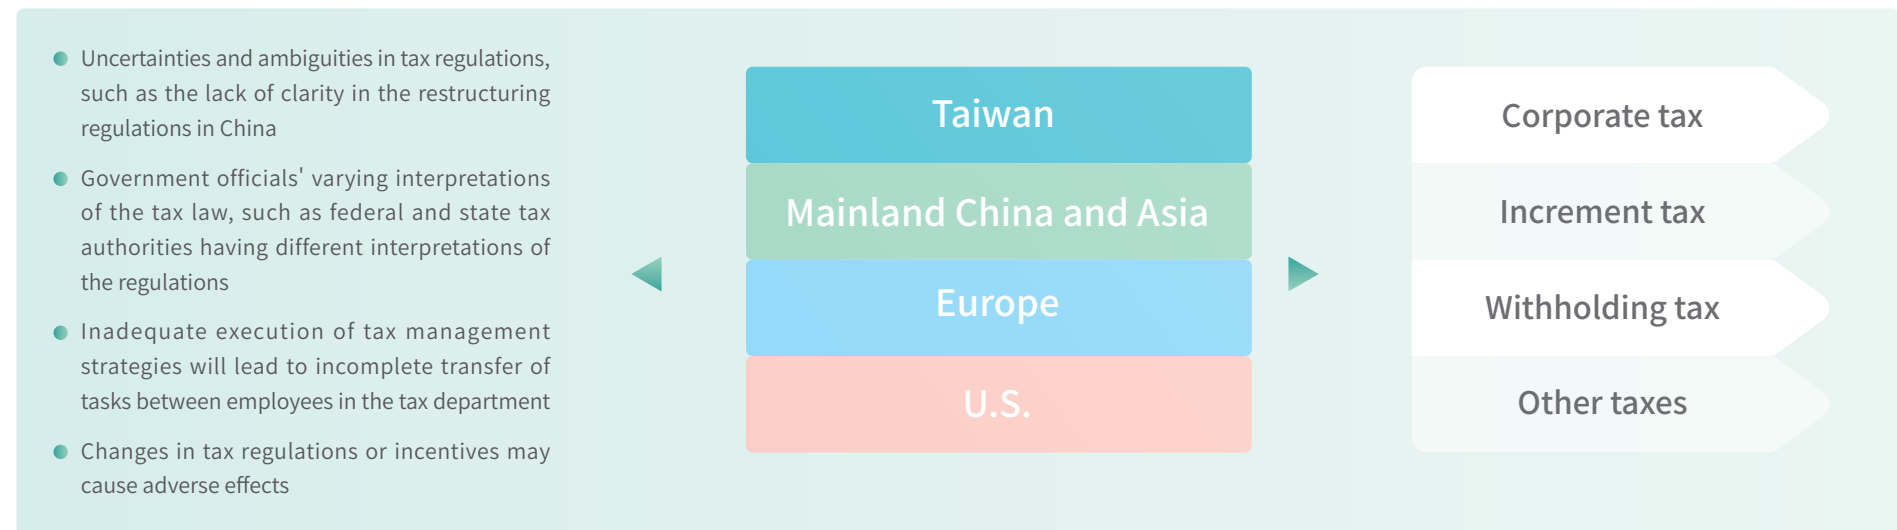 Uncertainties and ambiguities in tax regulations,
such as the lack of clarity in the restructuring
regulations in China
Government officials' varying interpretations
of the tax law, such as federal and state tax
authorities having different interpretations of
the regulations
Inadequate execution of tax management
strategies will lead to incomplete transfer of
tasks between employees in the tax department
Changes in tax regulations or incentives may
cause adverse effects
Taiwan
Mainland China and Asia
Europe
U.S.
Corporate tax
Increment tax
Withholding tax
Other taxes